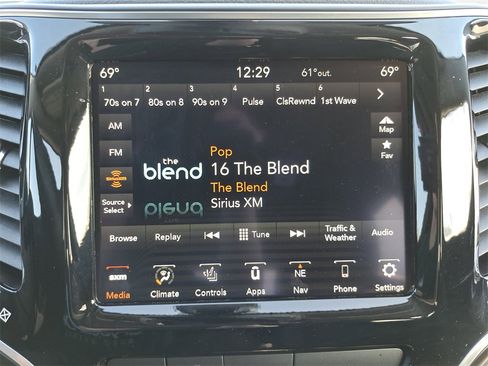 69° 12:29 61°out. 69°
1 2 3 4 5 6
70s on 7 80s on 8 90s on 9 Pulse ClsRewnd 1st Wave
AM
Map
FM
Fav
the
blend
Pop
16 The Blend
The Blend
Sirius XM
SiriusXM
Source
Select
Browse Replay Tune Traffic &
Weather Audio
sxm NE
Media Climate Controls Apps Nav Phone Settings